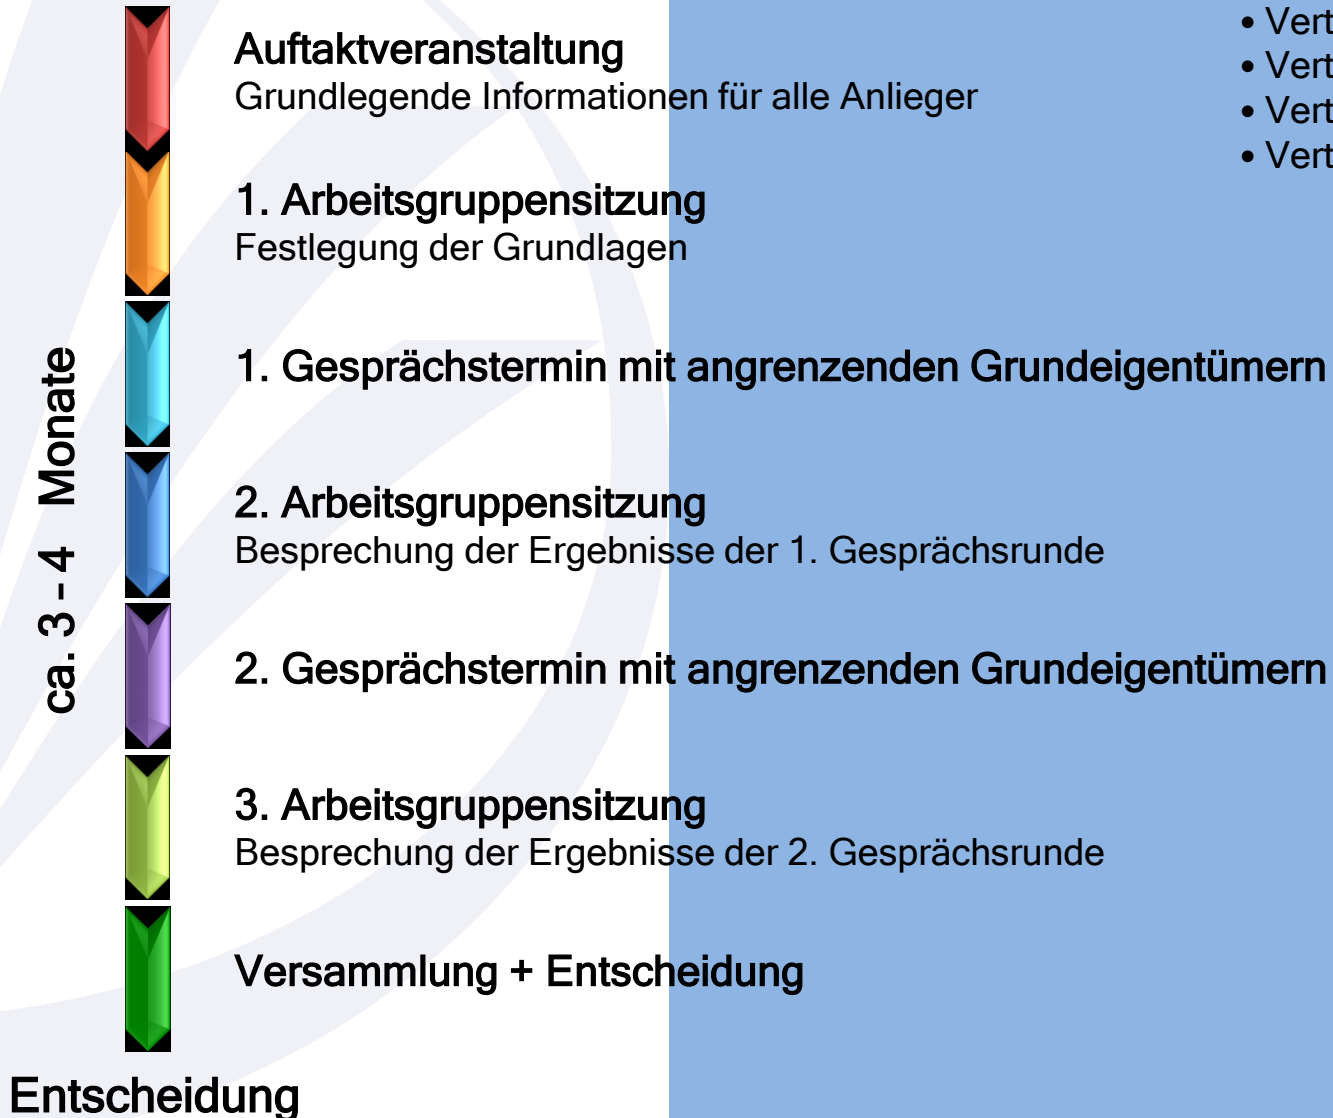 Auftaktveranstaltung
Grundlegende Informationen für alle Anlieger
1. Arbeitsgruppensitzung
Festlegung der Grundlagen
1. Gesprächstermin mit angrenzenden Grundeigentümern
2. Arbeitsgruppensitzung
Besprechung der Ergebnisse der 1. Gesprächsrunde
2. Gesprächstermin mit angrenzenden Grundeigentümern
3. Arbeitsgruppensitzung
Besprechung der Ergebnisse der 2. Gesprächsrunde
Versammlung + Entscheidung
Entscheidung
ca. 3 - 4 Monate
• Vert
• Vert
• Vert
• Vert